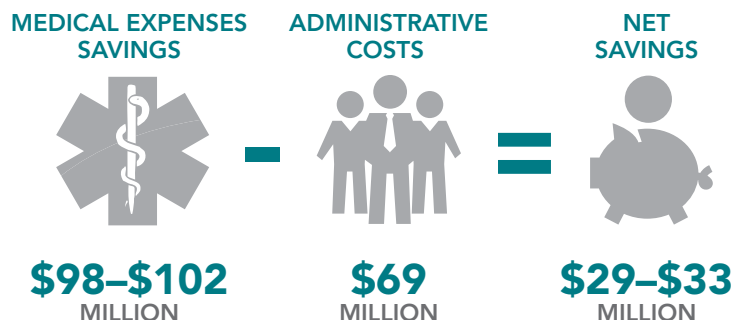 MEDICAL EXPENSES
SAVINGS
ADMINISTRATIVE
COSTS
NET
SAVINGS
-
=
$98–$102
MILLION
$69
MILLION
$29–$33
MILLION